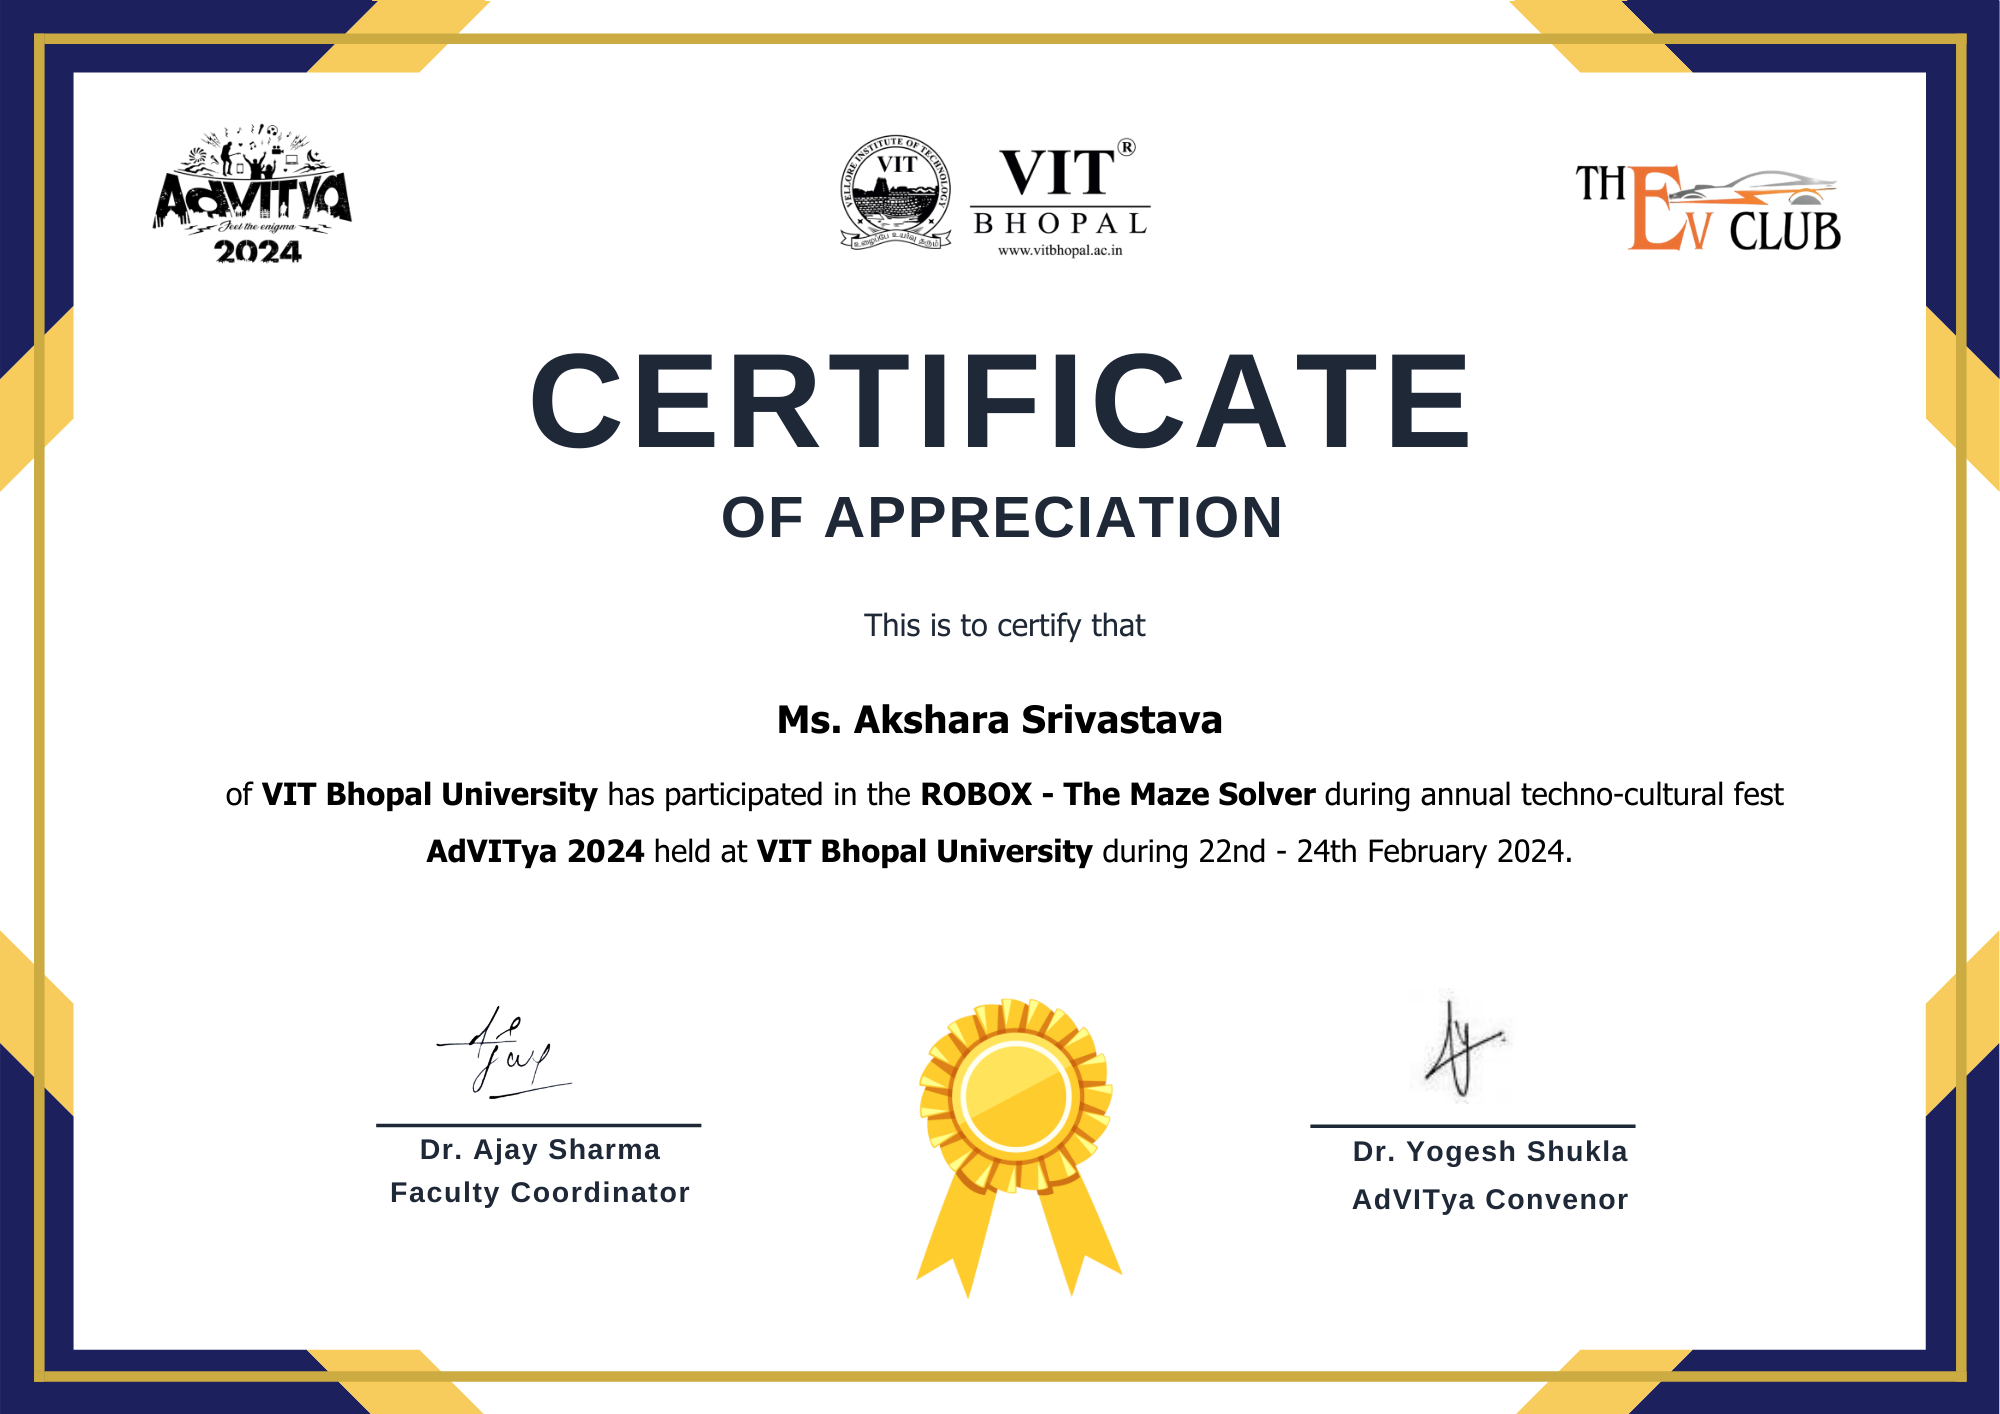 AdVITYA
Feel the enigma
2024
VELLORE INSTITUTE OF TECHNOLOGY
VIT
VIT®
BHOPAL
www.vitbhopal.ac.in
THE EV CLUB
CERTIFICATE
OF APPRECIATION
This is to certify that
Ms. Akshara Srivastava
of VIT Bhopal University has participated in the ROBOX - The Maze Solver during annual techno-cultural fest
AdVITya 2024 held at VIT Bhopal University during 22nd - 24th February 2024.
Ajay
Dr. Ajay Sharma
Faculty Coordinator
Dr. Yogesh Shukla
AdVITya Convenor